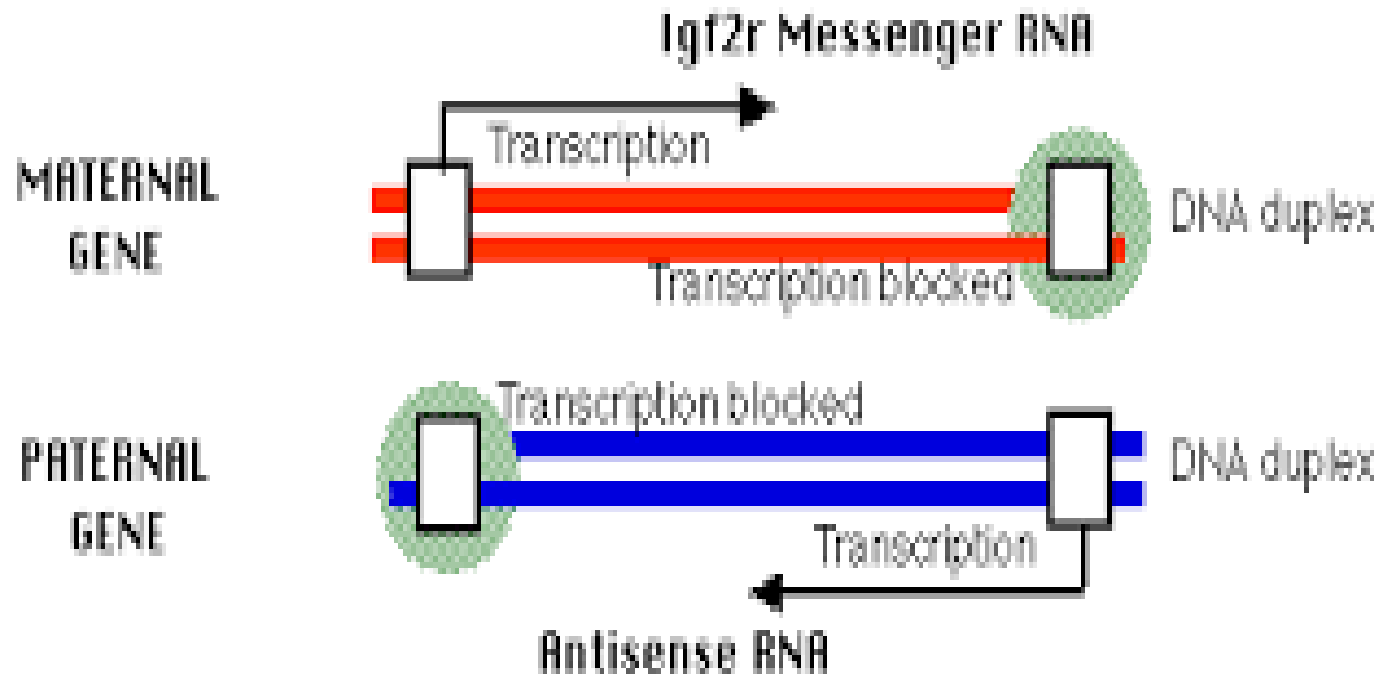 Igf2r Messenger RNA
Transcription
MATERNAL
GENE
DNA duplex
Transcription blocked
Transcription blocked
PATERNAL
GENE
DNA duplex
Transcription
Antisense RNA